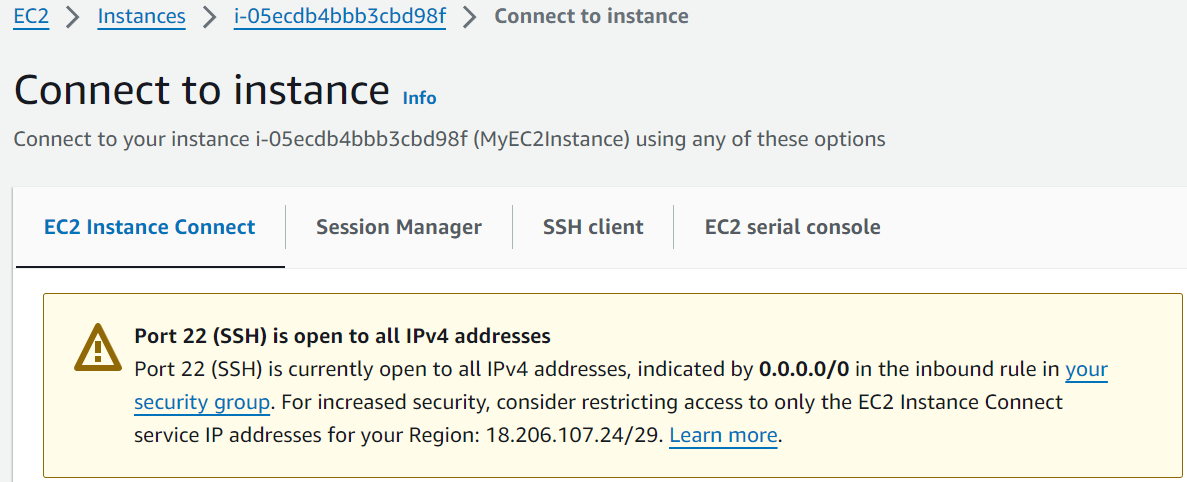 EC2 > Instances > i-05ecdb4bbb3cbd98f > Connect to instance
Connect to instance Info
Connect to your instance i-05ecdb4bbb3cbd98f (MyEC2Instance) using any of these options
EC2 Instance Connect Session Manager SSH client EC2 serial console
Port 22 (SSH) is open to all IPv4 addresses
Port 22 (SSH) is currently open to all IPv4 addresses, indicated by 0.0.0.0/0 in the inbound rule in your
security group. For increased security, consider restricting access to only the EC2 Instance Connect
service IP addresses for your Region: 18.206.107.24/29. Learn more.